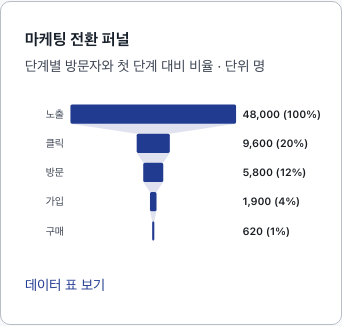 마케팅 전환 퍼널
단계별 방문자와 첫 단계 대비 비율 · 단위 명
노출 48,000 (100%)
클릭 9,600 (20%)
방문 5,800 (12%)
가입 1,900 (4%)
구매 620 (1%)
데이터 표 보기